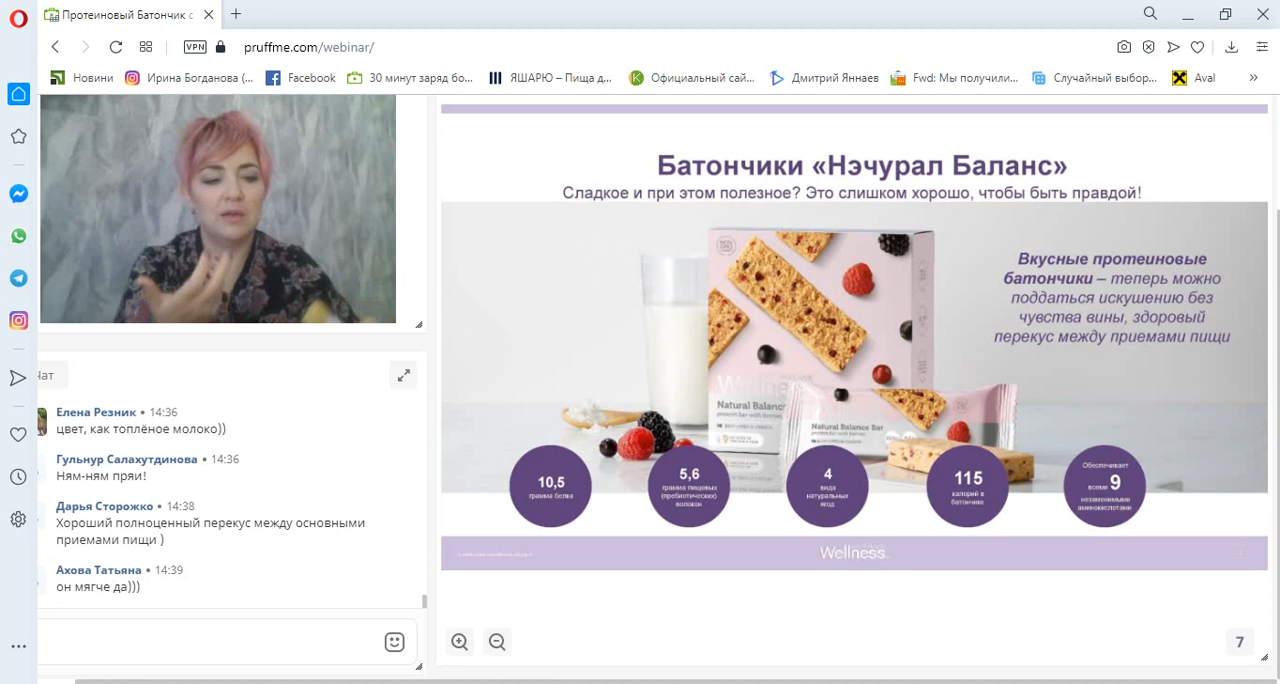 Протеиновый Батончик с
VPN
pruffme.com/webinar/
Новини
Ирина Богданова (...
Facebook
30 минут заряд бо...
ЯШАРЮ – Пища д...
Официальный сай...
Дмитрий Яннаев
Fwd: Мы получили...
Случайный выбор...
Aval
Батончики «Нэчурал Баланс»
Сладкое и при этом полезное? Это слишком хорошо, чтобы быть правдой!
Вкусные протеиновые
батончики – теперь можно
поддаться искушению без
чувства вины, здоровый
перекус между приемами пищи
Wellness
Natural Balance
protein bar with berries
Natural Balance Bar
10,5
грамма белка
5,6
грамма пищевых
(пребиотических)
волокон
4
вида
натуральных
ягод
115
калорий в
батончике
Обеспечивает
всеми 9
незаменимыми
аминокислотами
Wellness
Чат
Елена Резник • 14:36
цвет, как топлёное молоко))
Гульнур Салахутдинова • 14:36
Ням-ням пряи!
Дарья Сторожко • 14:38
Хороший полноценный перекус между основными
приемами пищи )
Ахова Татьяна • 14:39
он мягче да)))
7